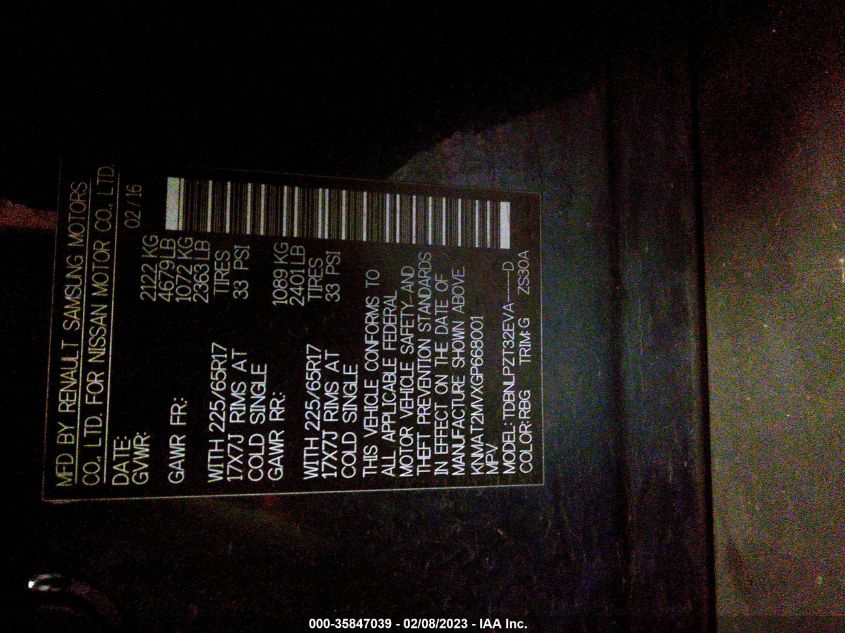 MFD BY RENAULT SAMSUNG MOTORS
CO., LTD. FOR NISSAN MOTOR CO., LTD.
DATE: 02/16
GVWR: 2122 KG
4679 LB
GAWR FR: 1072 KG
2363 LB
WITH 225/65R17 TIRES
17X7J RIMS AT 33 PSI
COLD SINGLE
GAWR RR: 1089 KG
2401 LB
WITH 225/65R17 TIRES
17X7J RIMS AT 33 PSI
COLD SINGLE
THIS VEHICLE CONFORMS TO
ALL APPLICABLE FEDERAL
MOTOR VEHICLE SAFETY AND
THEFT PREVENTION STANDARDS
IN EFFECT ON THE DATE OF
MANUFACTURE SHOWN ABOVE.
KNMAT2MVXGP668001
MPV
MODEL: TDBNLPZT32EVA-----D
COLOR: RBG TRIM: G ZS30A
000-35847039 - 02/08/2023 - IAA Inc.